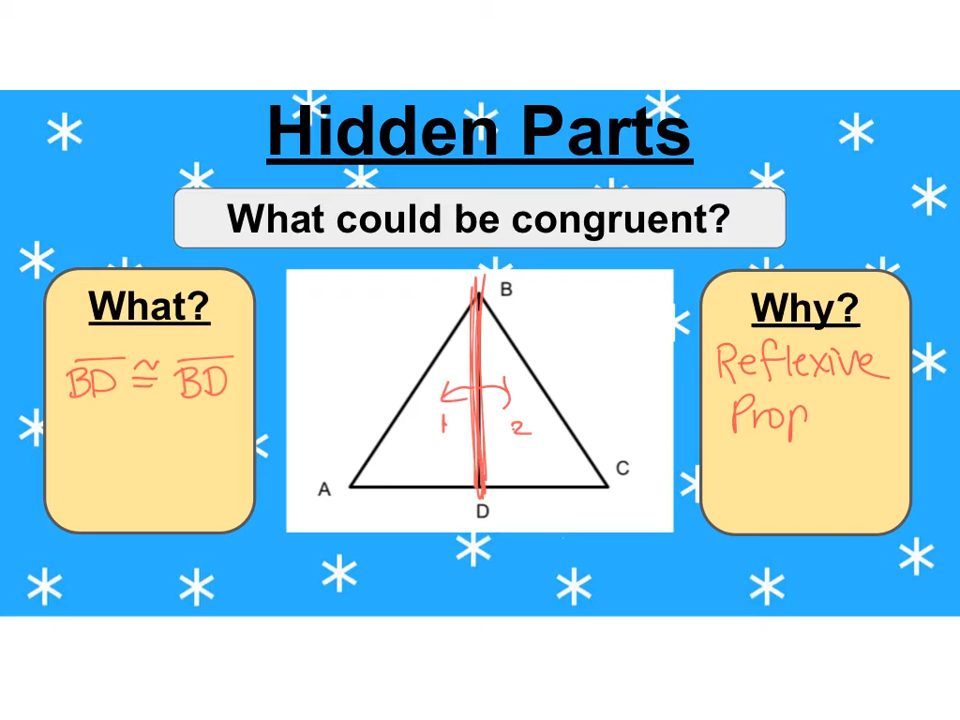 Hidden Parts
What could be congruent?
What?
BD ≅ BD
B
1
2
A
C
D
Why?
Reflexive
Prop